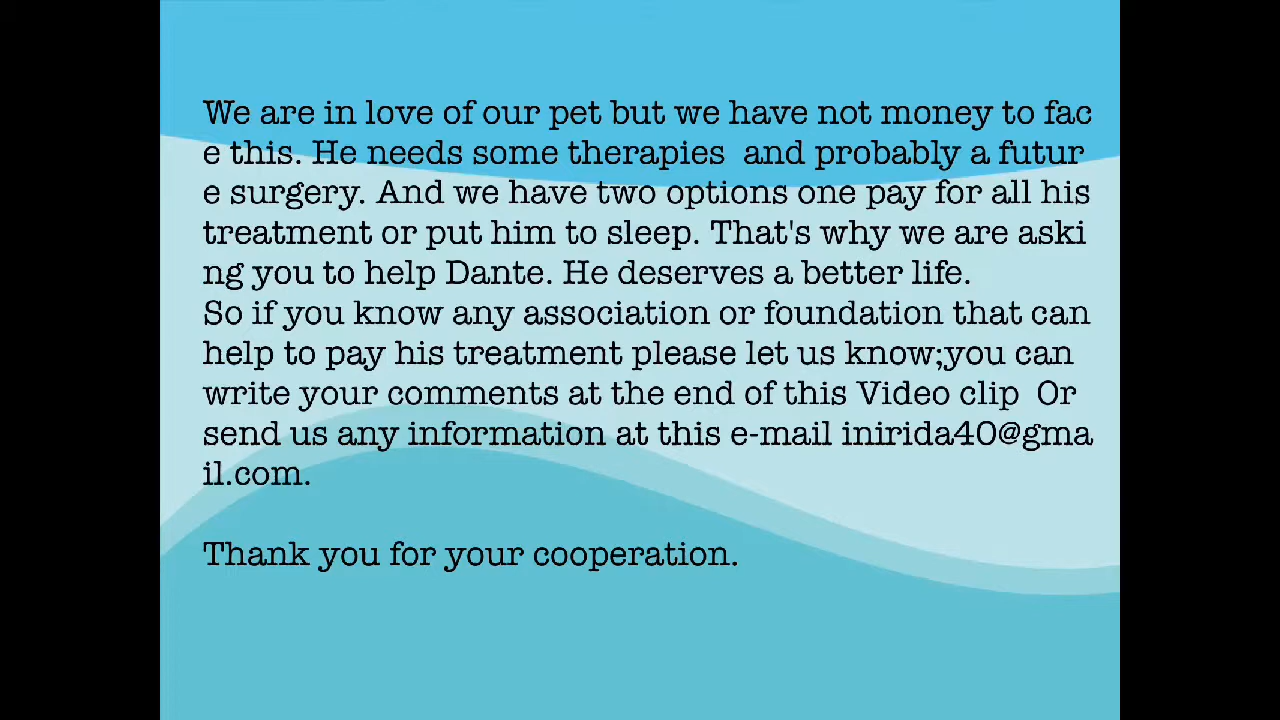 We are in love of our pet but we have not money to fac
e this. He needs some therapies  and probably a futur
e surgery. And we have two options one pay for all his
treatment or put him to sleep. That's why we are aski
ng you to help Dante. He deserves a better life.
So if you know any association or foundation that can
help to pay his treatment please let us know;you can
write your comments at the end of this Video clip  Or
send us any information at this e-mail inirida40@gma
il.com.
Thank you for your cooperation.